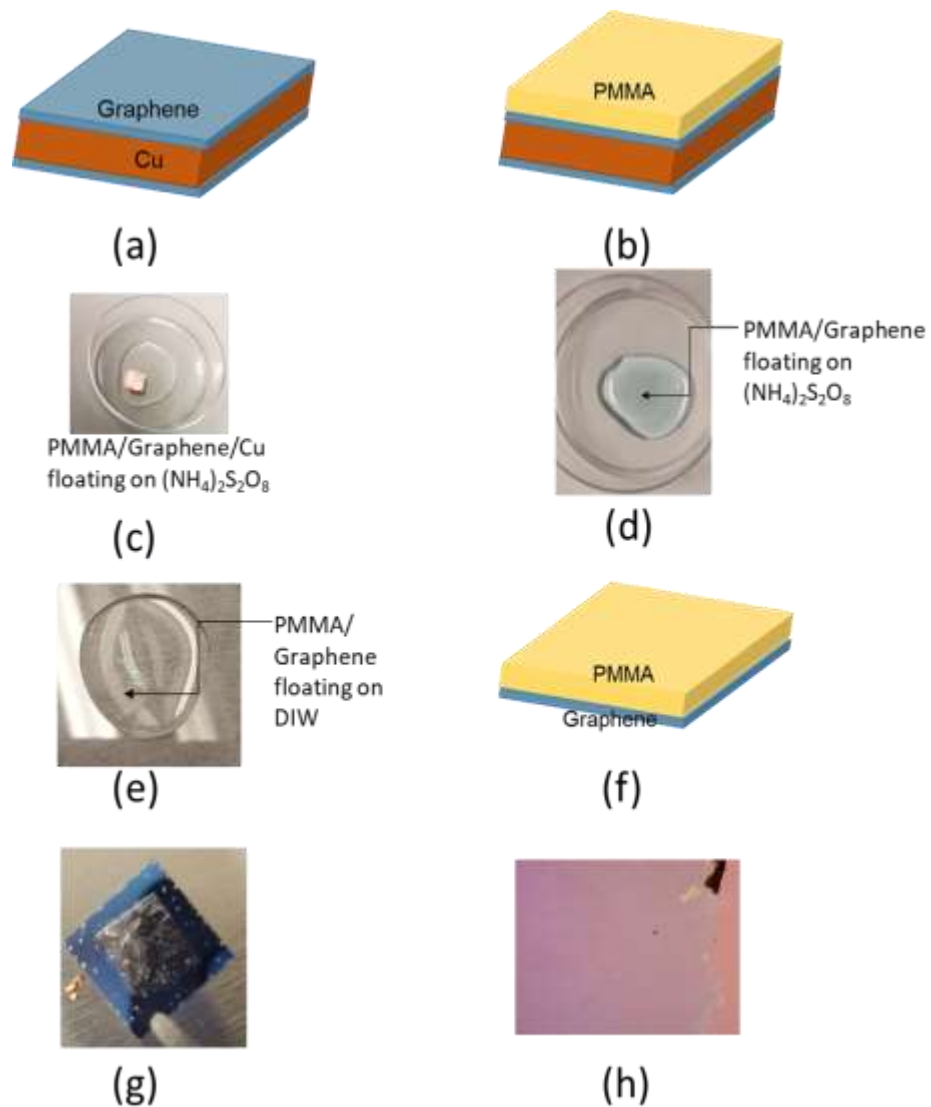 Graphene
Cu
(a)
PMMA
(b)
PMMA/Graphene/Cu
floating on (NH₄)₂S₂O₈
(c)
PMMA/Graphene
floating on
(NH₄)₂S₂O₈
(d)
PMMA/
Graphene
floating on
DIW
(e)
PMMA
Graphene
(f)
(g)
(h)